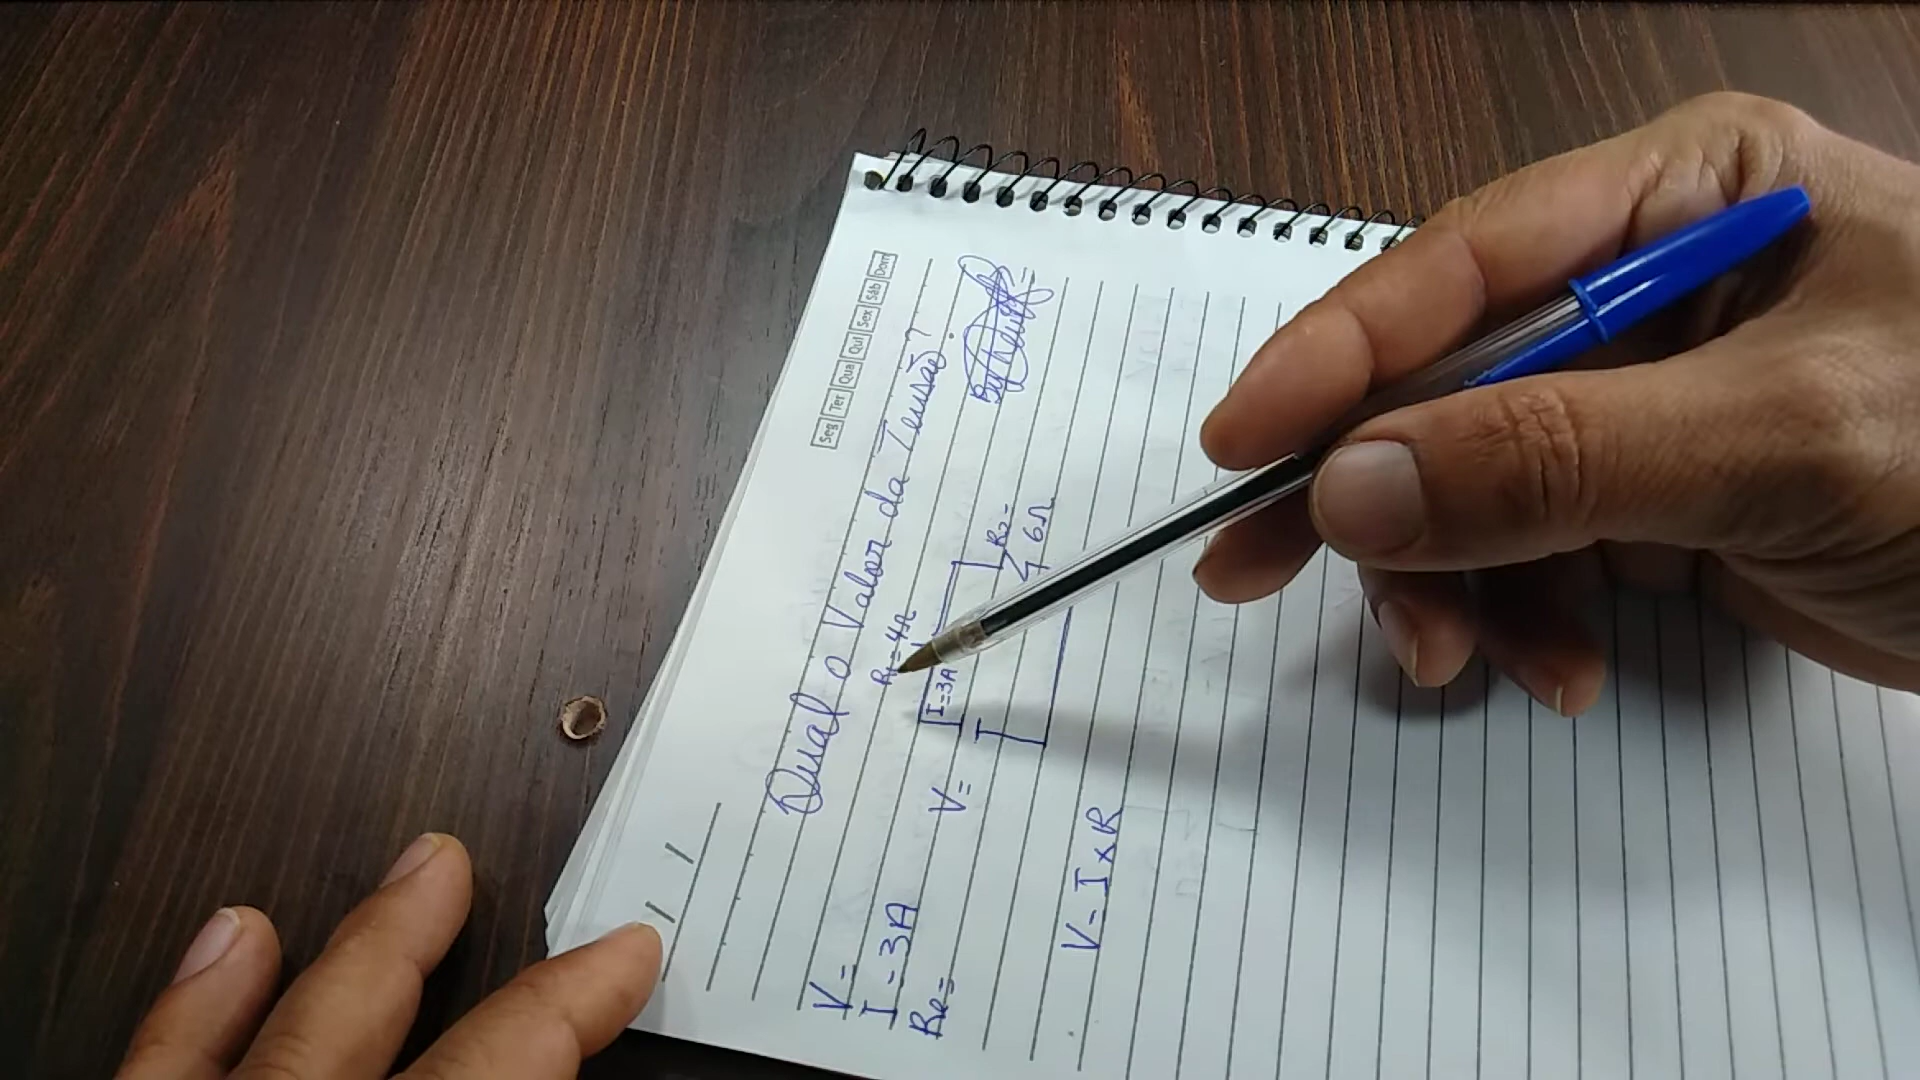 Seg Ter Qua Qui Sex Sáb Dom
/ /
Qual o Valor da Tensão?
R1=4Ω
V=
I=3A
Re=
I=3A
V=
R2=
6Ω
V=I×R